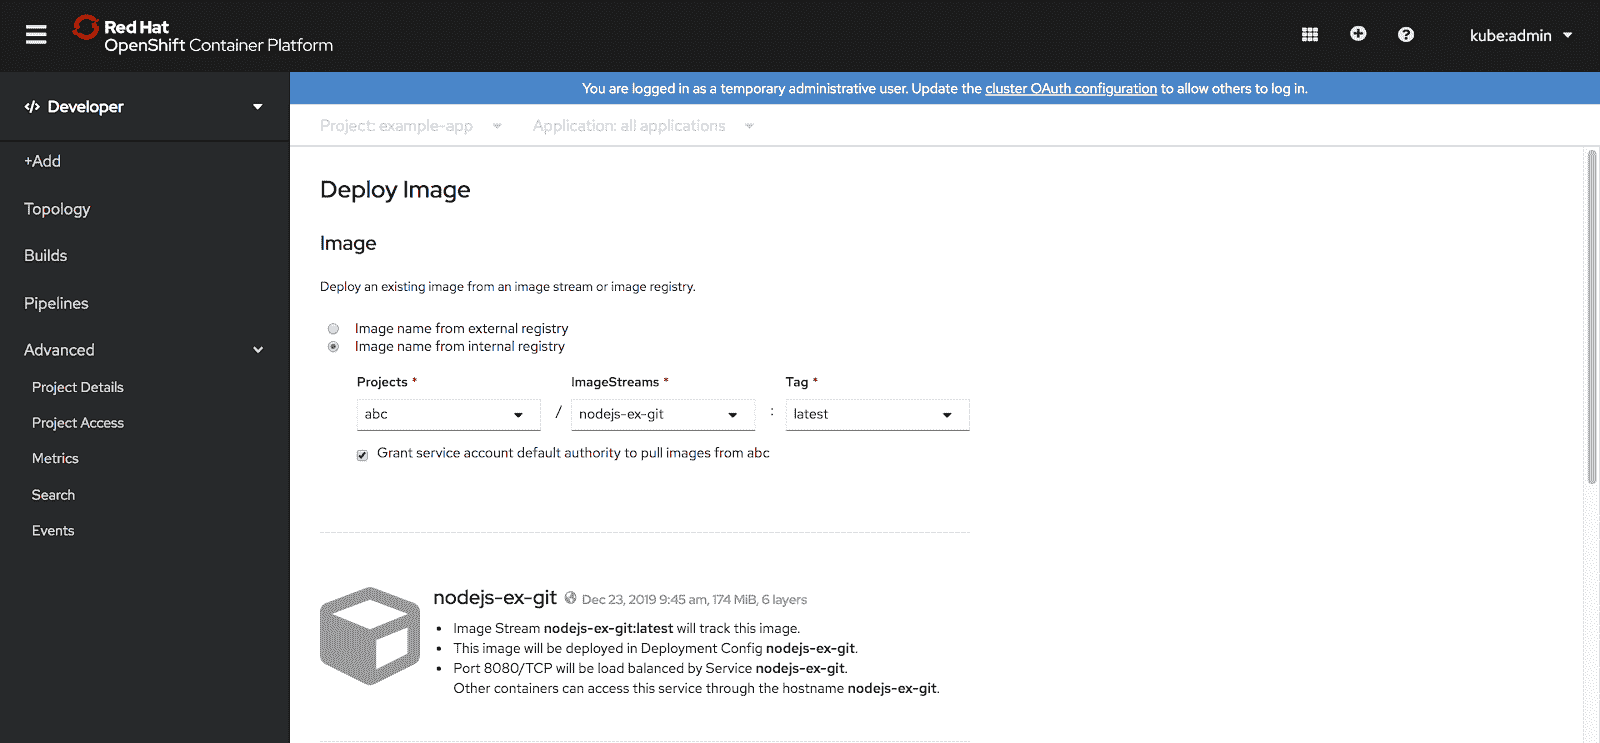 Red Hat
OpenShift Container Platform
kube:admin
Developer
You are logged in as a temporary administrative user. Update the cluster OAuth configuration to allow others to log in.
Project: example-app
Application: all applications
+Add
Topology
Builds
Pipelines
Advanced
Project Details
Project Access
Metrics
Search
Events
Deploy Image
Image
Deploy an existing image from an image stream or image registry.
Image name from external registry
Image name from internal registry
Projects * ImageStreams * Tag *
abc / nodejs-ex-git : latest
Grant service account default authority to pull images from abc
nodejs-ex-git Dec 23, 2019 9:45 am, 174 MiB, 6 layers
• Image Stream nodejs-ex-git:latest will track this image.
• This image will be deployed in Deployment Config nodejs-ex-git.
• Port 8080/TCP will be load balanced by Service nodejs-ex-git.
Other containers can access this service through the hostname nodejs-ex-git.